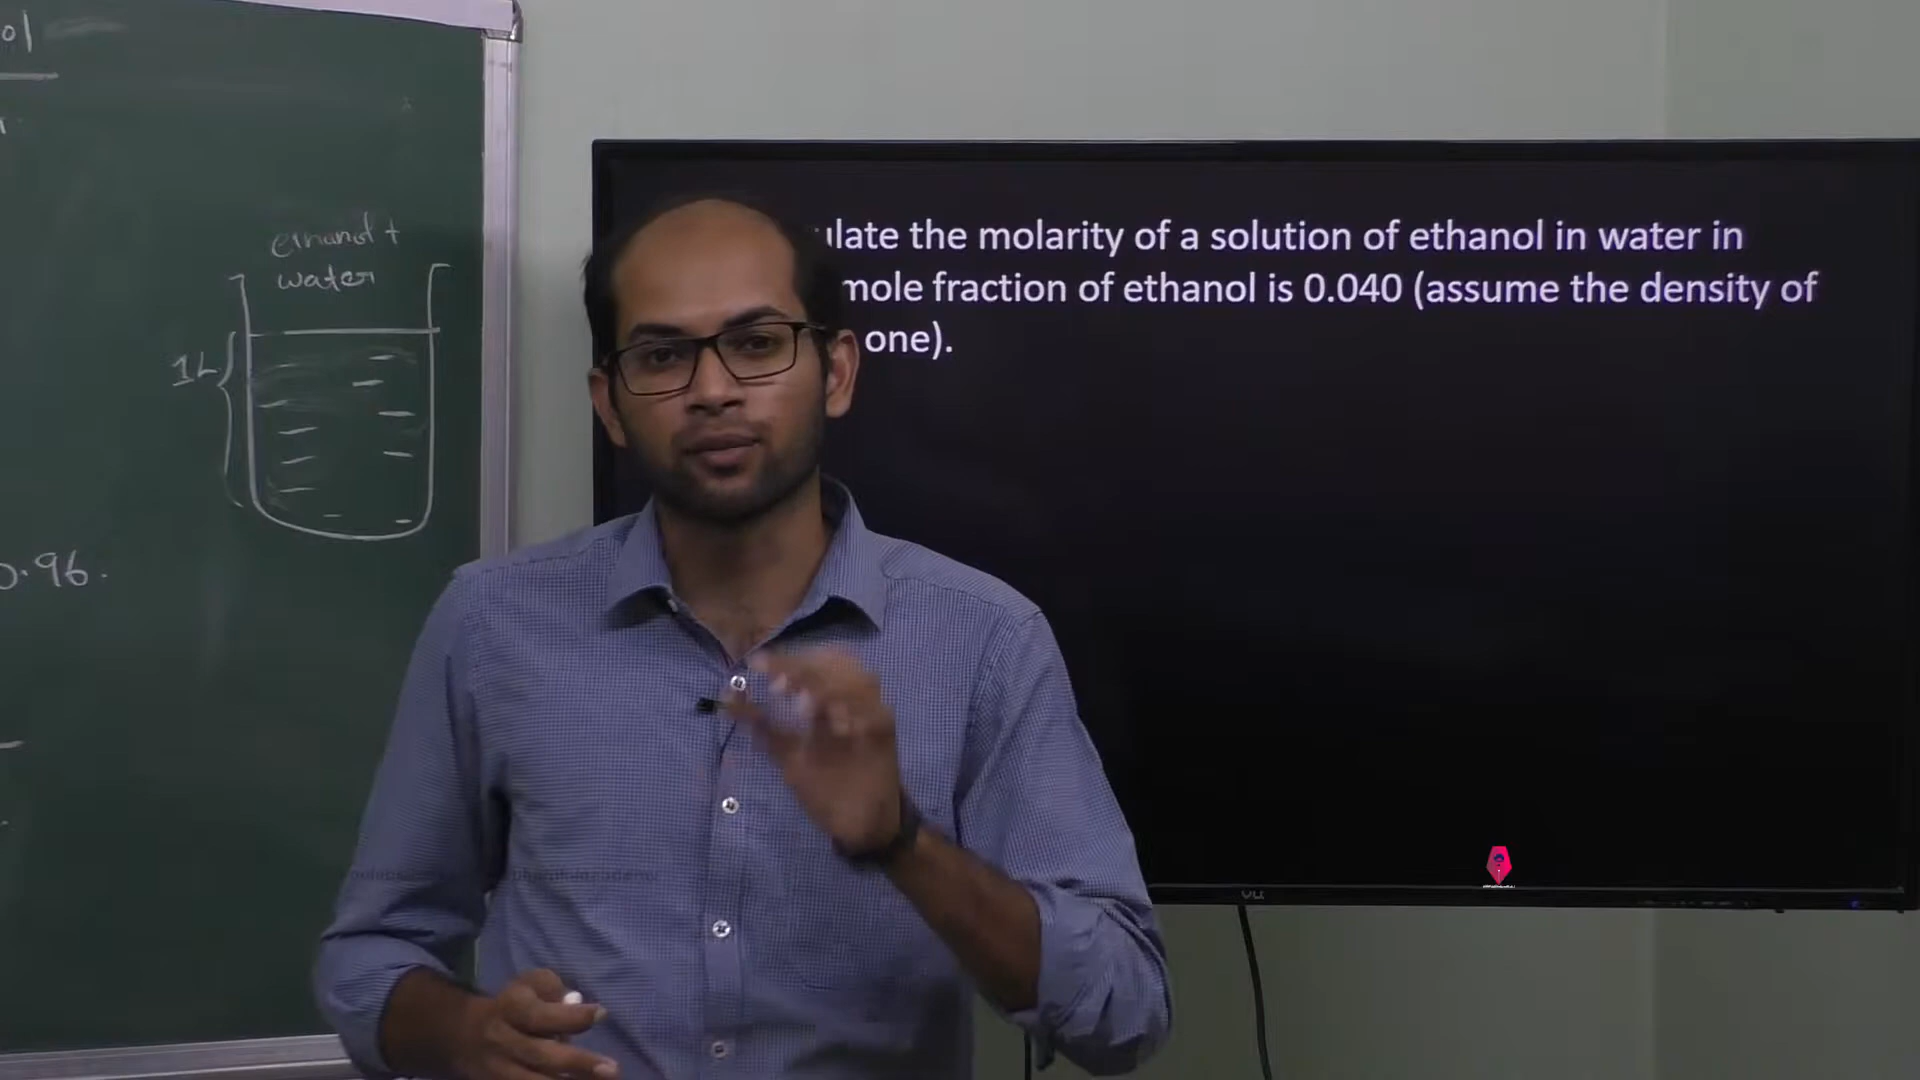 ol
ethanol +
water
1L
0.96.
ulate the molarity of a solution of ethanol in water in
mole fraction of ethanol is 0.040 (assume the density of
one).